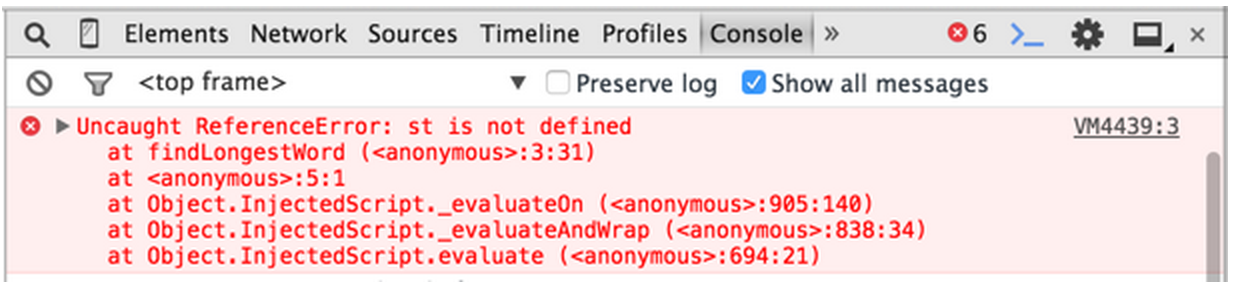 Elements Network Sources Timeline Profiles Console » 6
<top frame> Preserve log Show all messages
Uncaught ReferenceError: st is not defined VM4439:3
at findLongestWord (<anonymous>:3:31)
at <anonymous>:5:1
at Object.InjectedScript._evaluateOn (<anonymous>:905:140)
at Object.InjectedScript._evaluateAndWrap (<anonymous>:838:34)
at Object.InjectedScript.evaluate (<anonymous>:694:21)